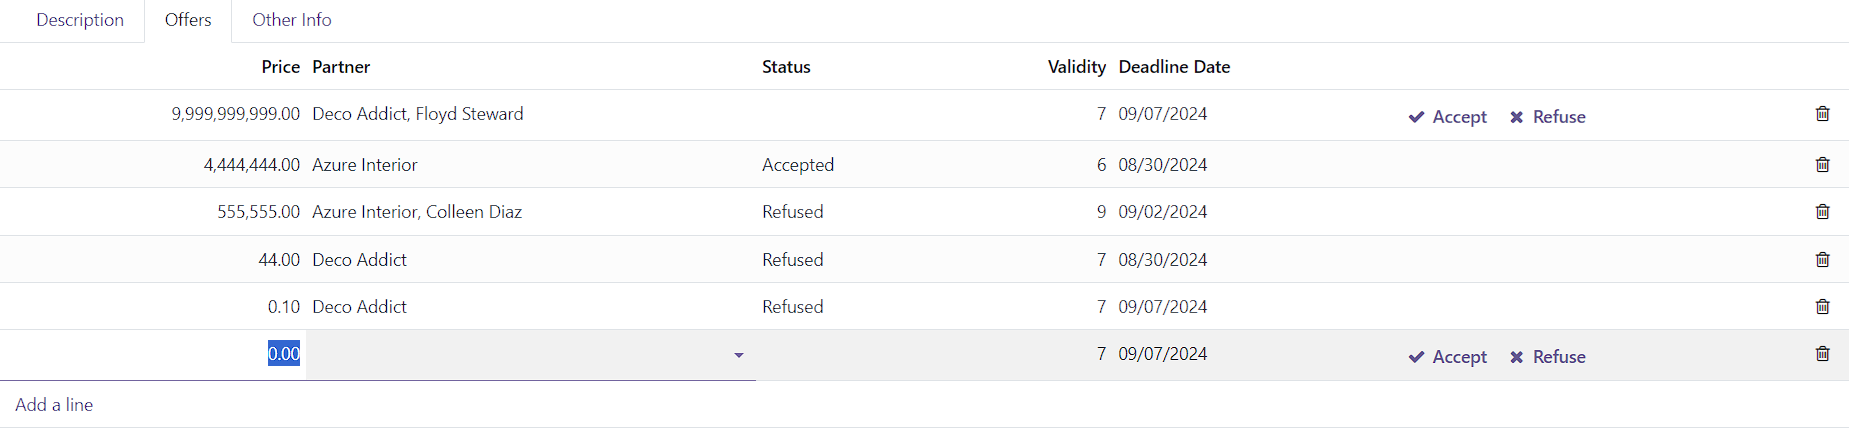 Description Offers Other Info
Price Partner Status Validity Deadline Date
9,999,999,999.00 Deco Addict, Floyd Steward 7 09/07/2024 Accept Refuse
4,444,444.00 Azure Interior Accepted 6 08/30/2024
555,555.00 Azure Interior, Colleen Diaz Refused 9 09/02/2024
44.00 Deco Addict Refused 7 08/30/2024
0.10 Deco Addict Refused 7 09/07/2024
0.00 7 09/07/2024 Accept Refuse
Add a line